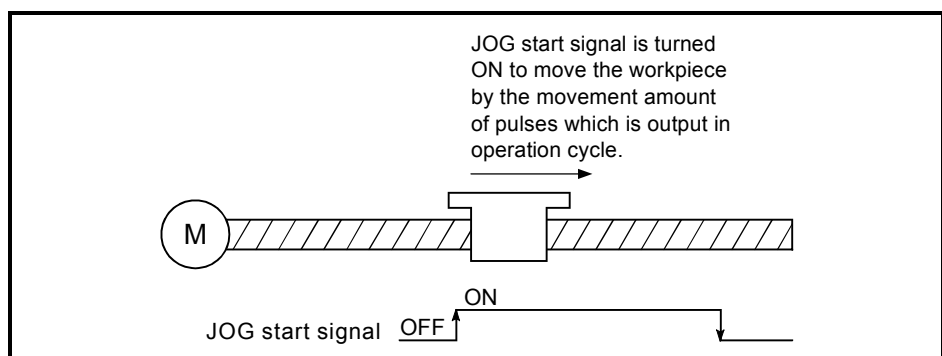 JOG start signal is turned
ON to move the workpiece
by the movement amount
of pulses which is output in
operation cycle.
M
ON
JOG start signal OFF